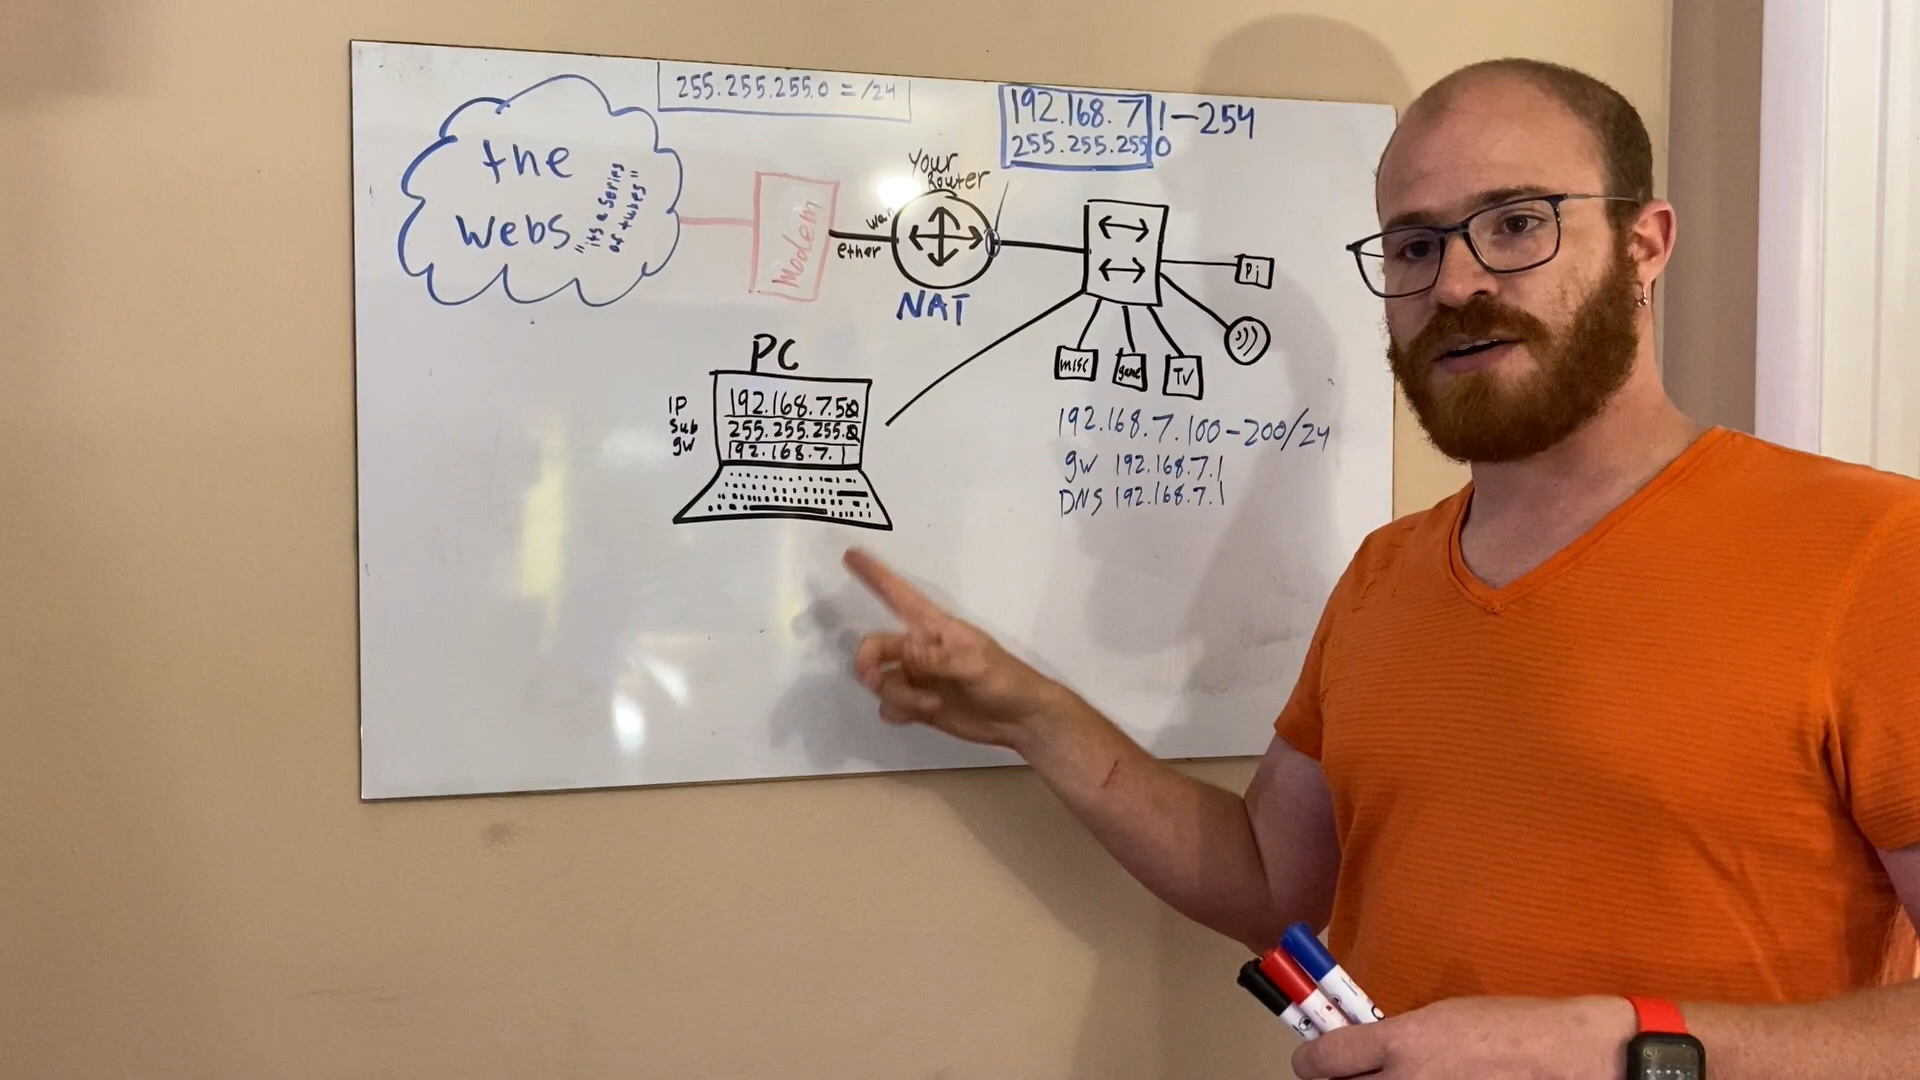 255.255.255.0 = /24
192.168.7 1-254
255.255.255 0
the
webs
"its a series
of tubes"
Modem
Your
Router
wan
ether
NAT
Pi
misc
game
TV
PC
IP
192.168.7.50
Sub
255.255.255.0
gw
192.168.7.1
192.168.7.100-200/24
gw 192.168.7.1
DNS 192.168.7.1